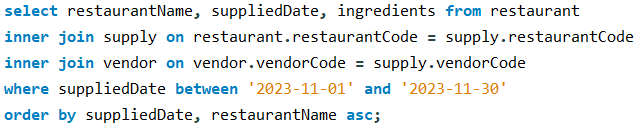 select restaurantName, suppliedDate, ingredients from restaurant
inner join supply on restaurant.restaurantCode = supply.restaurantCode
inner join vendor on vendor.vendorCode = supply.vendorCode
where suppliedDate between '2023-11-01' and '2023-11-30'
order by suppliedDate, restaurantName asc;